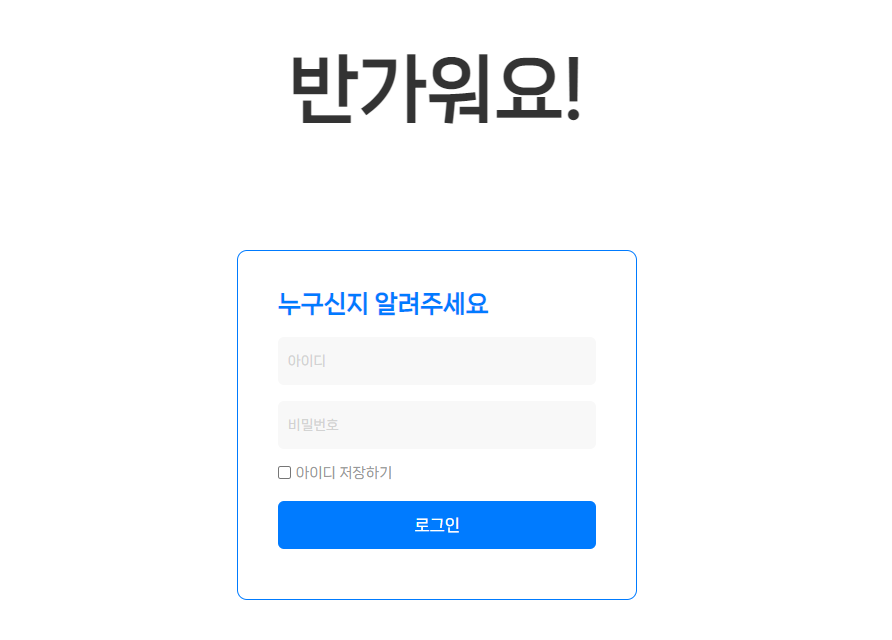 반가워요!
누구신지 알려주세요
아이디
비밀번호
아이디 저장하기
로그인